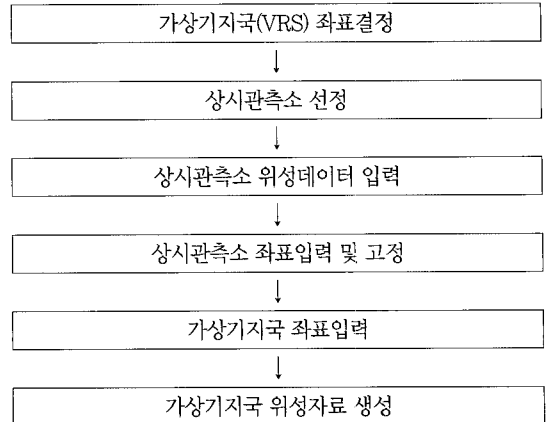 가상기지국(VRS) 좌표결정
상시관측소 선정
상시관측소 위성데이터 입력
상시관측소 좌표입력 및 고정
가상기지국 좌표입력
가상기지국 위성자료 생성